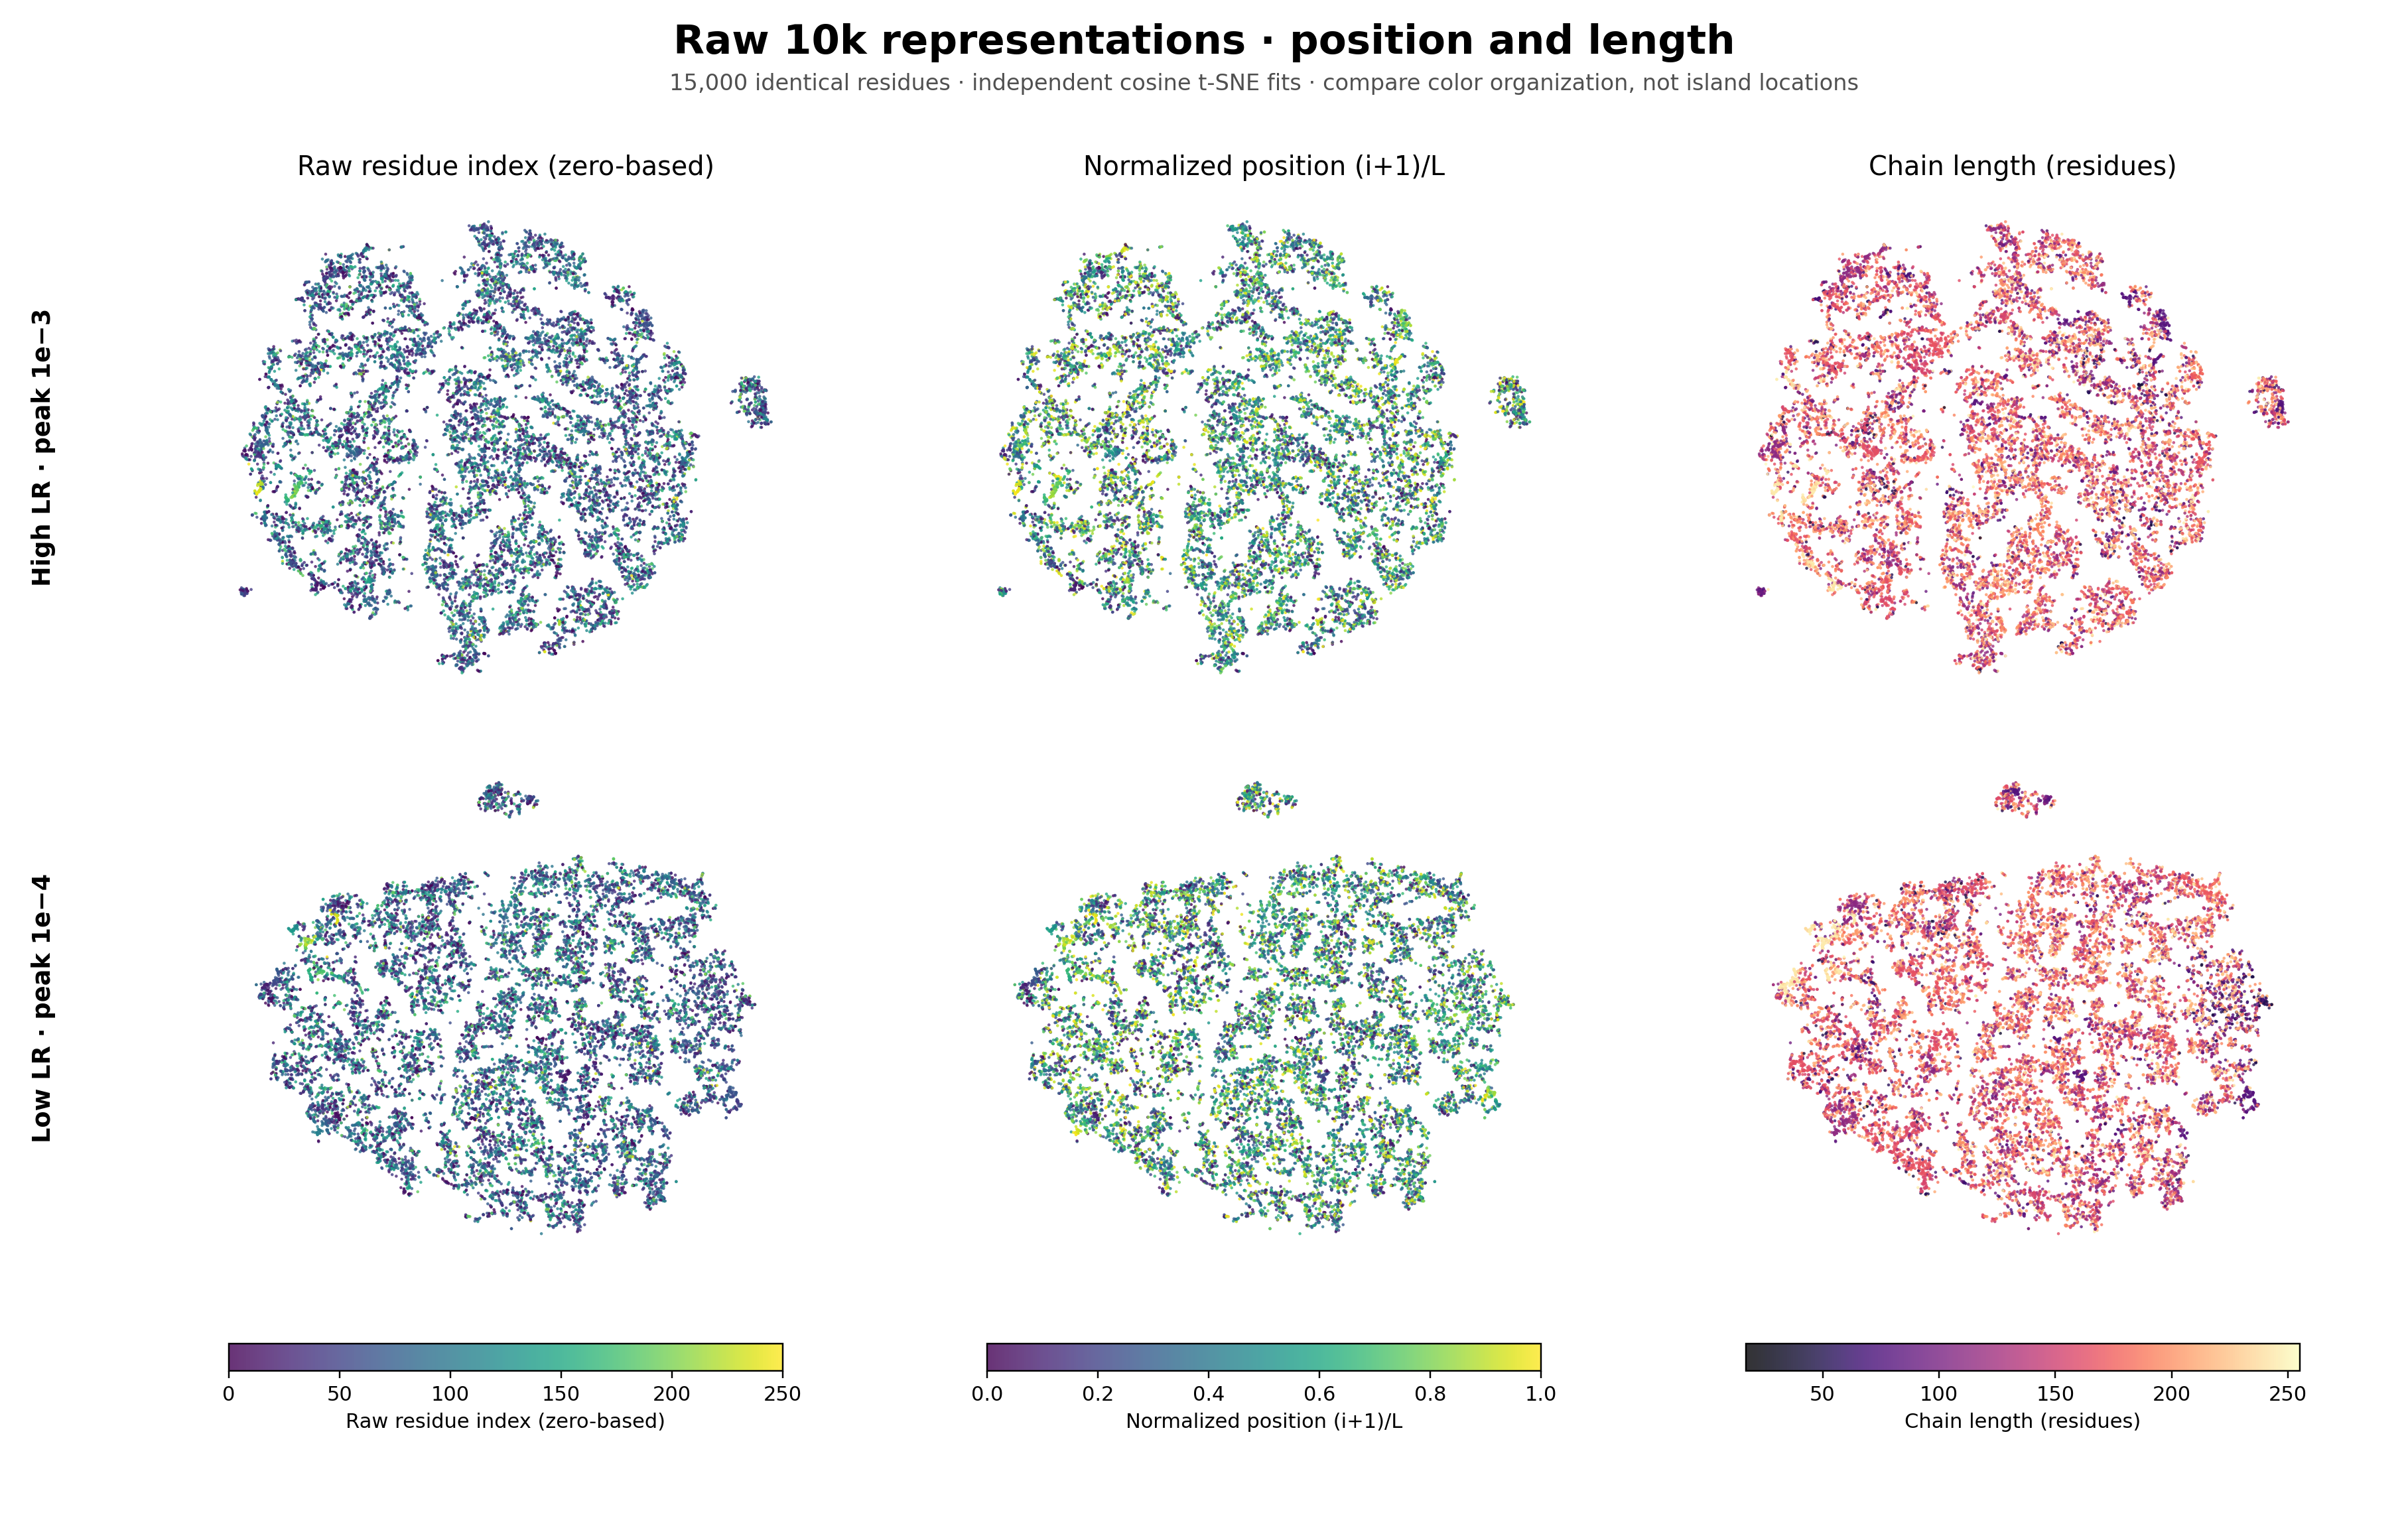 Raw 10k representations · position and length
15,000 identical residues · independent cosine t-SNE fits · compare color organization, not island locations
Raw residue index (zero-based)
Normalized position (i+1)/L
Chain length (residues)
High LR · peak 1e−3
Low LR · peak 1e−4
0 50 100 150 200 250
Raw residue index (zero-based)
0.0 0.2 0.4 0.6 0.8 1.0
Normalized position (i+1)/L
50 100 150 200 250
Chain length (residues)